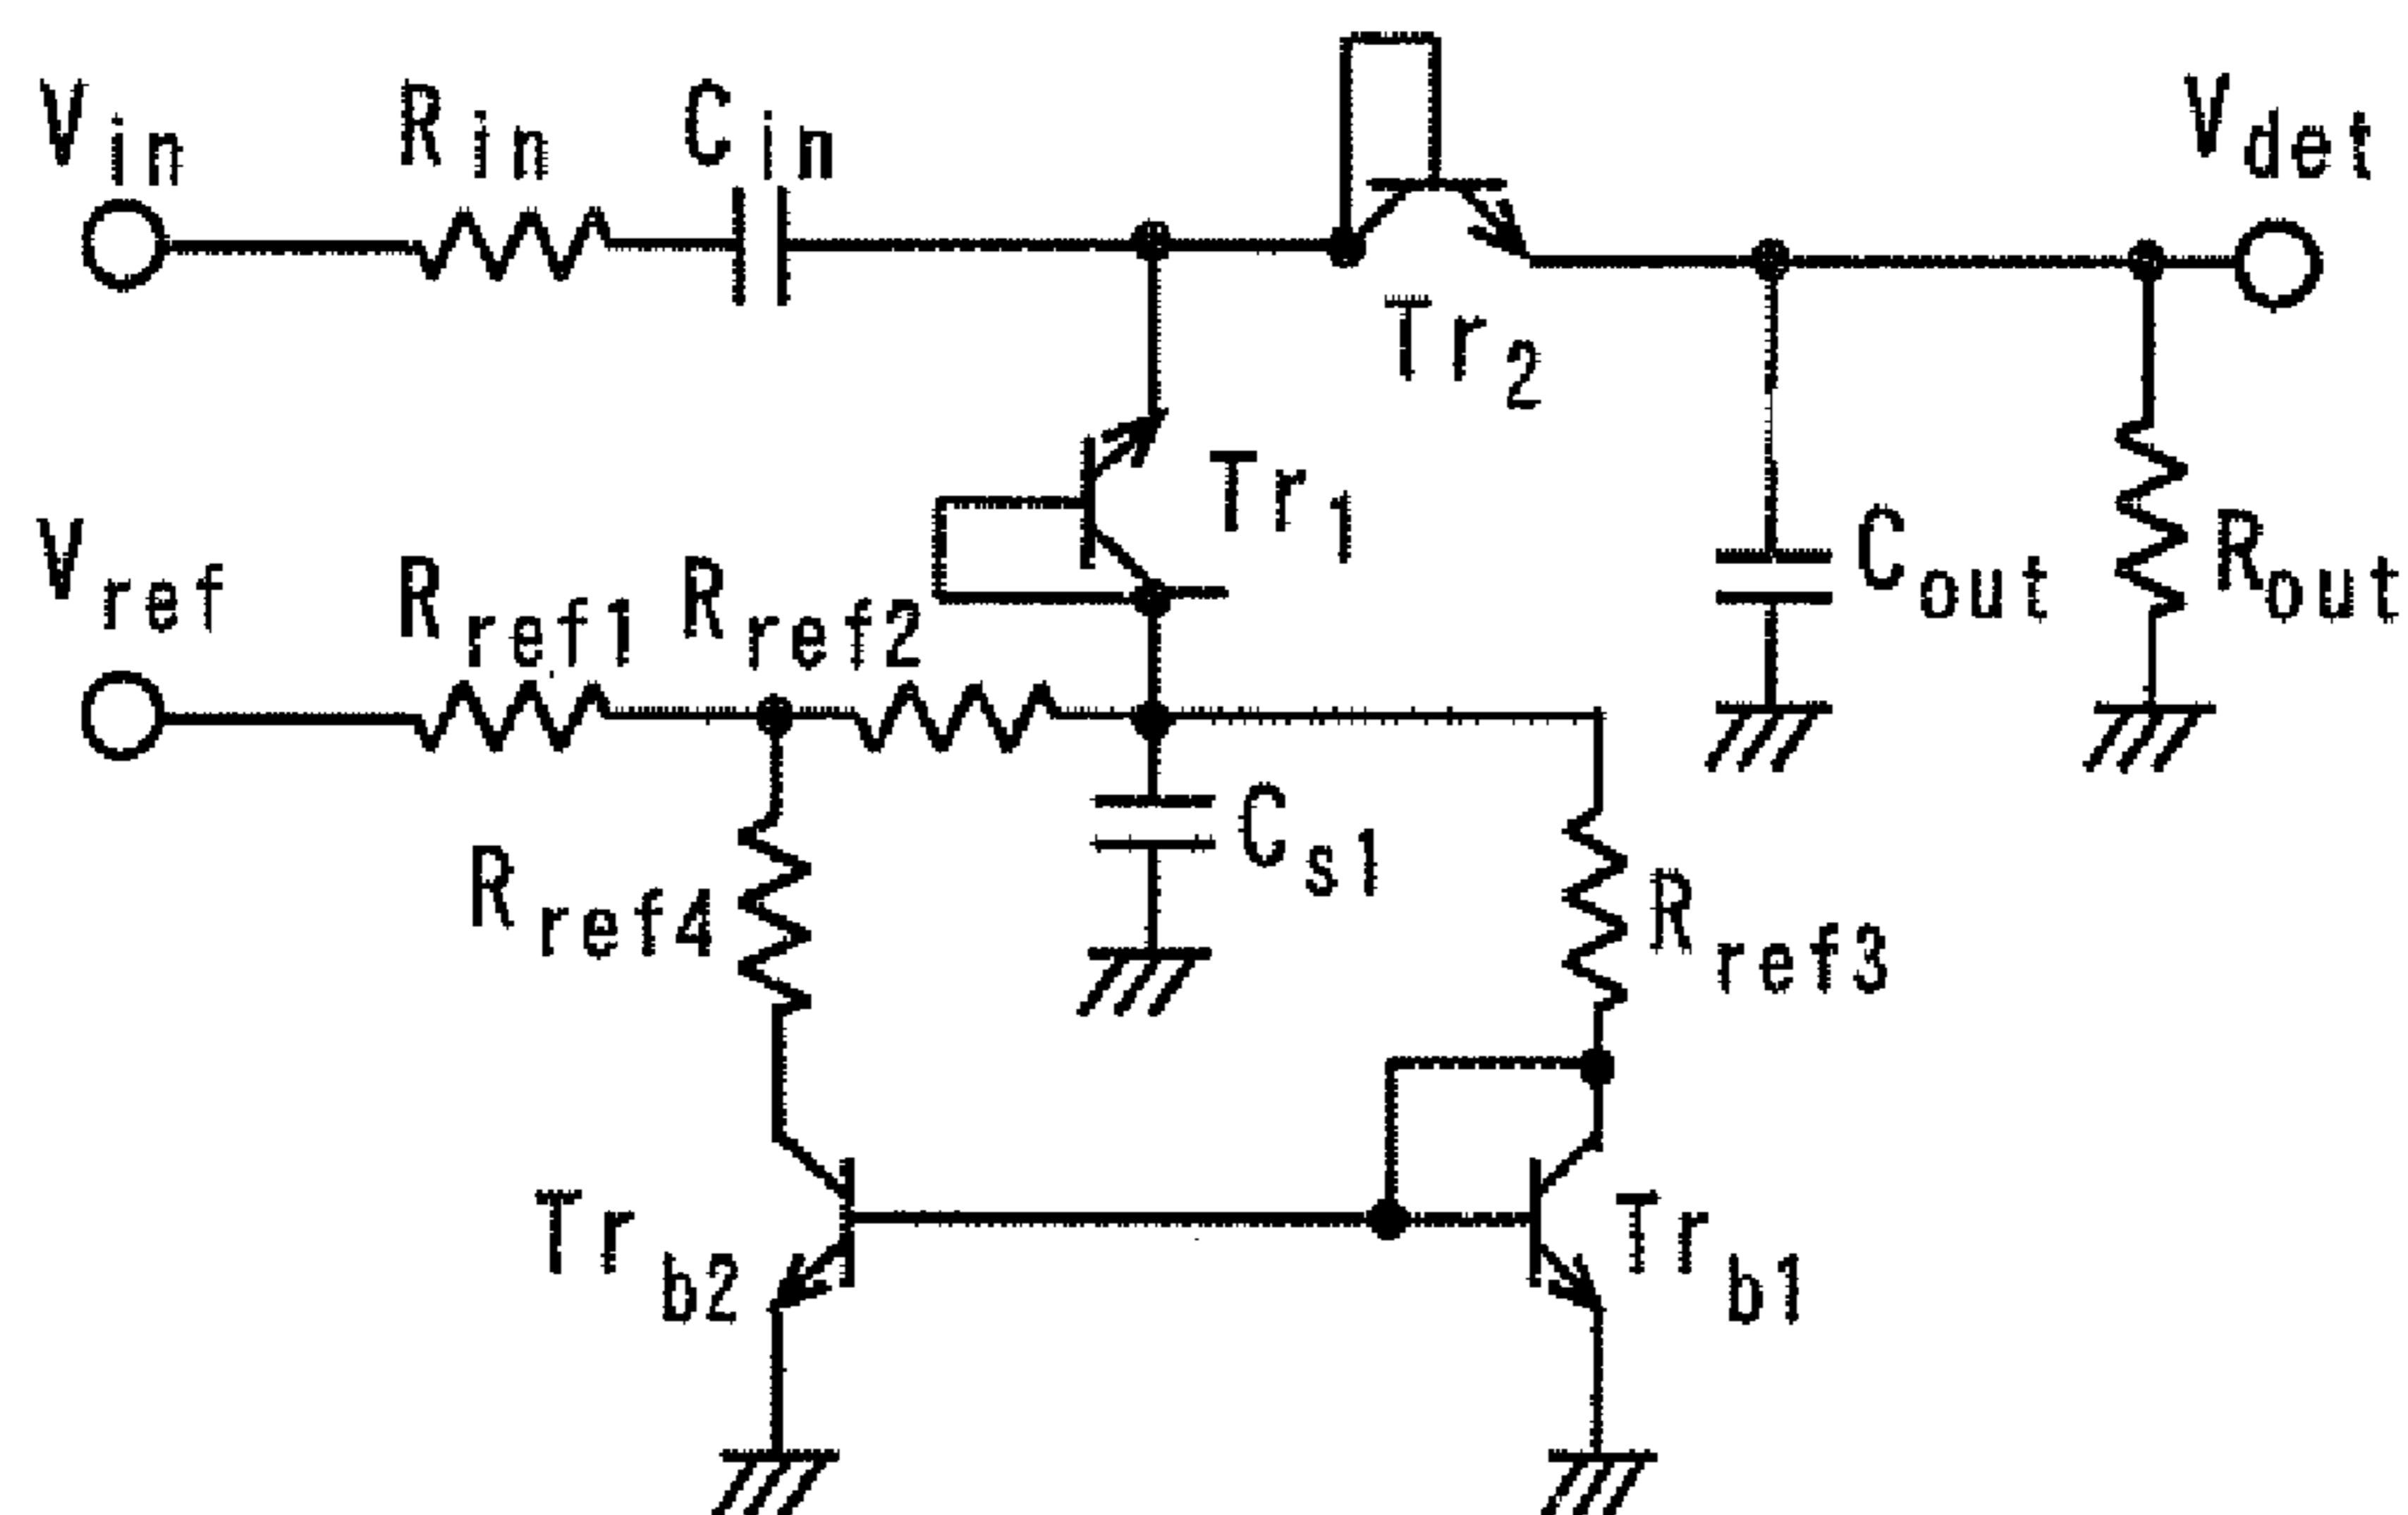 Vin
Rin
Cin
Vdet
Tr2
Tr1
Vref
Rref1
Rref2
Cout
Rout
Cs1
Rref4
Rref3
Trb2
Trb1